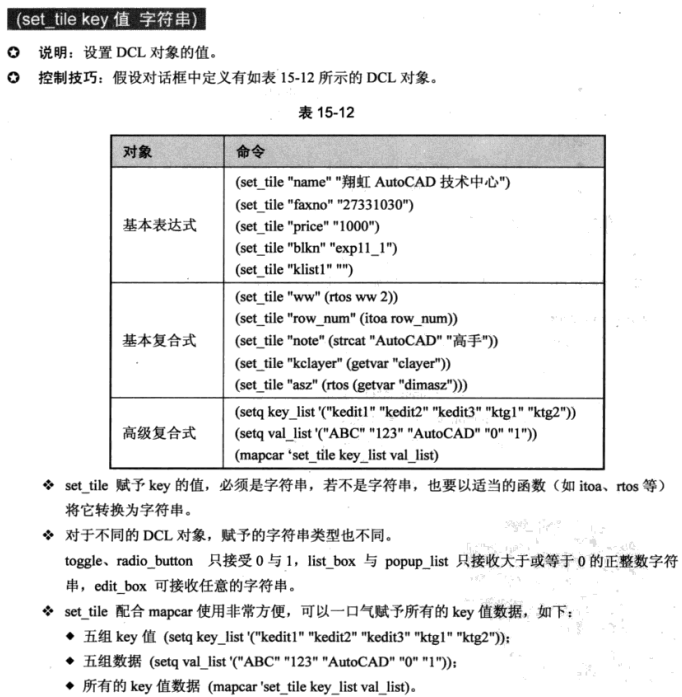 (set_tile key 值 字符串)
✪ 说明：设置 DCL 对象的值。
✪ 控制技巧：假设对话框中定义有如表 15-12 所示的 DCL 对象。
表 15-12
对象 命令
基本表达式
(set_tile "name" "翔虹 AutoCAD 技术中心")
(set_tile "faxno" "27331030")
(set_tile "price" "1000")
(set_tile "blkn" "exp11_1")
(set_tile "klist1" "")
基本复合式
(set_tile "ww" (rtos ww 2))
(set_tile "row_num" (itoa row_num))
(set_tile "note" (strcat "AutoCAD" "高手"))
(set_tile "kclayer" (getvar "clayer"))
(set_tile "asz" (rtos (getvar "dimasz")))
高级复合式
(setq key_list '("kedit1" "kedit2" "kedit3" "ktg1" "ktg2"))
(setq val_list '("ABC" "123" "AutoCAD" "0" "1"))
(mapcar ‘set_tile key_list val_list)
❖ set_tile 赋予 key 的值，必须是字符串，若不是字符串，也要以适当的函数（如 itoa、rtos 等）
将它转换为字符串。
❖ 对于不同的 DCL 对象，赋予的字符串类型也不同。
toggle、radio_button 只接受 0 与 1，list_box 与 popup_list 只接收大于或等于 0 的正整数字符
串，edit_box 可接收任意的字符串。
❖ set_tile 配合 mapcar 使用非常方便，可以一口气赋予所有的 key 值数据，如下：
◆ 五组 key 值 (setq key_list '("kedit1" "kedit2" "kedit3" "ktg1" "ktg2"))；
◆ 五组数据 (setq val_list '("ABC" "123" "AutoCAD" "0" "1"))；
◆ 所有的 key 值数据 (mapcar 'set_tile key_list val_list)。